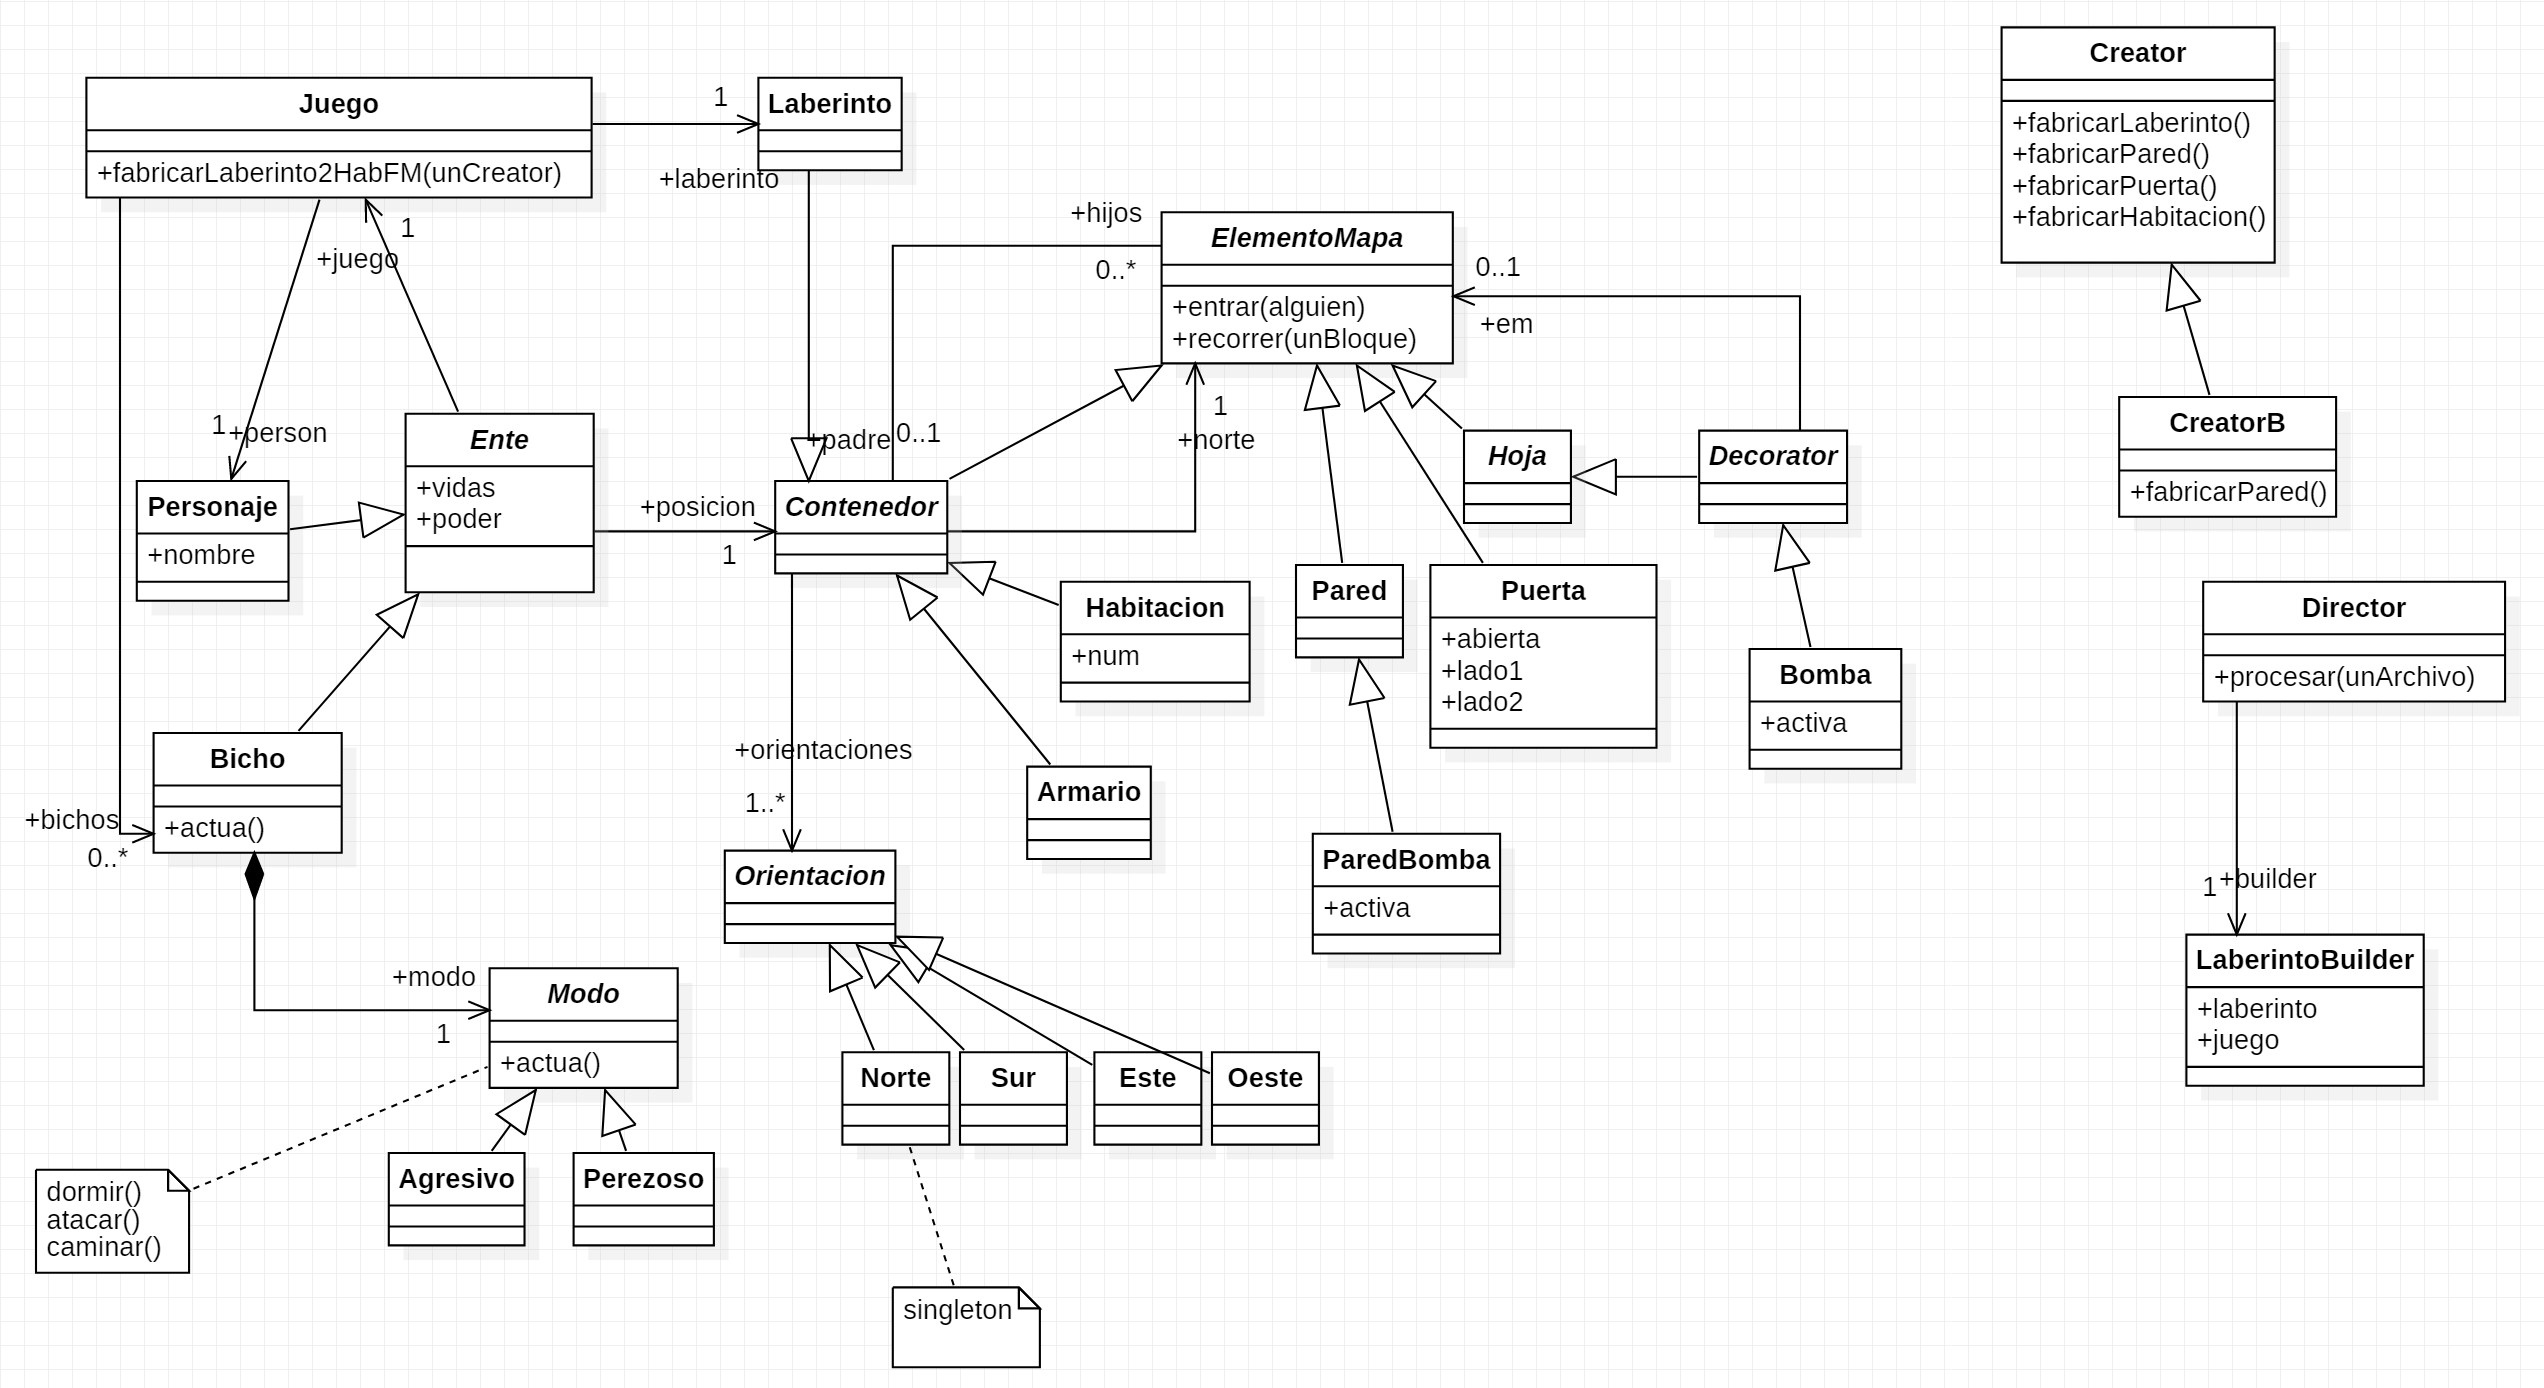 Juego
+fabricarLaberinto2HabFM(unCreator)
1
+laberinto
Laberinto
Creator
+fabricarLaberinto()
+fabricarPared()
+fabricarPuerta()
+fabricarHabitacion()
1
+juego
+hijos
0..*
ElementoMapa
+entrar(alguien)
+recorrer(unBloque)
0..1
+em
1
+person
Ente
+vidas
+poder
+padre
0..1
1
+norte
Hoja
Decorator
CreatorB
+fabricarPared()
Personaje
+nombre
+posicion
1
Contenedor
Habitacion
+num
Pared
Puerta
+abierta
+lado1
+lado2
Bomba
+activa
Director
+procesar(unArchivo)
Bicho
+actua()
+bichos
0..*
+orientaciones
1..*
Armario
Orientacion
ParedBomba
+activa
1
+builder
LaberintoBuilder
+laberinto
+juego
+modo
1
Modo
+actua()
Norte
Sur
Este
Oeste
Agresivo
Perezoso
dormir()
atacar()
caminar()
singleton